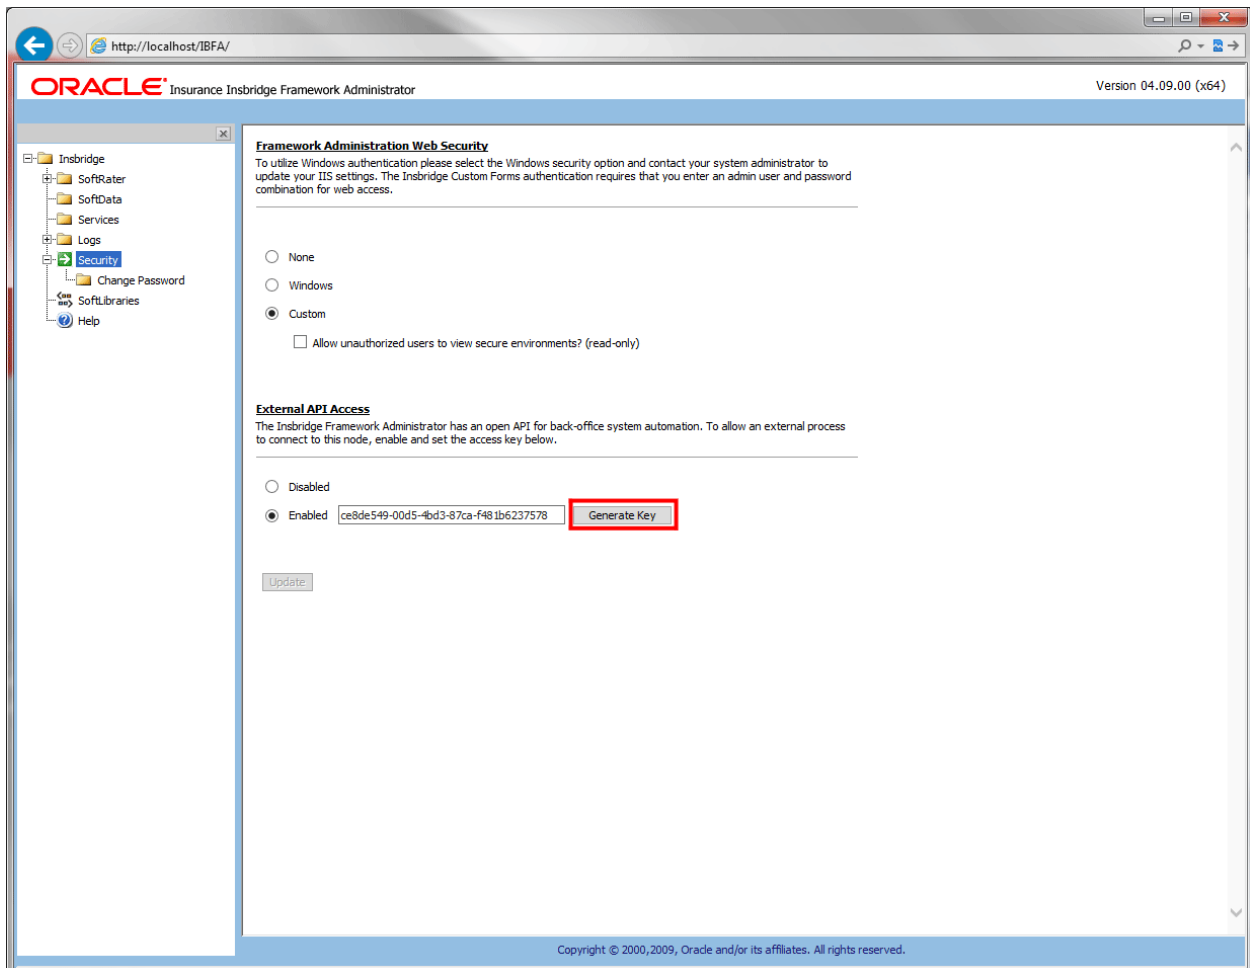 http://localhost/IBFA/
ORACLE Insurance Insbridge Framework Administrator
Version 04.09.00 (x64)
Insbridge
SoftRater
SoftData
Services
Logs
Security
Change Password
SoftLibraries
Help
Framework Administration Web Security
To utilize Windows authentication please select the Windows security option and contact your system administrator to
update your IIS settings. The Insbridge Custom Forms authentication requires that you enter an admin user and password
combination for web access.
None
Windows
Custom
Allow unauthorized users to view secure environments? (read-only)
External API Access
The Insbridge Framework Administrator has an open API for back-office system automation. To allow an external process
to connect to this node, enable and set the access key below.
Disabled
Enabled ce8de549-00d5-4bd3-87ca-f481b6237578 Generate Key
Update
Copyright © 2000,2009, Oracle and/or its affiliates. All rights reserved.